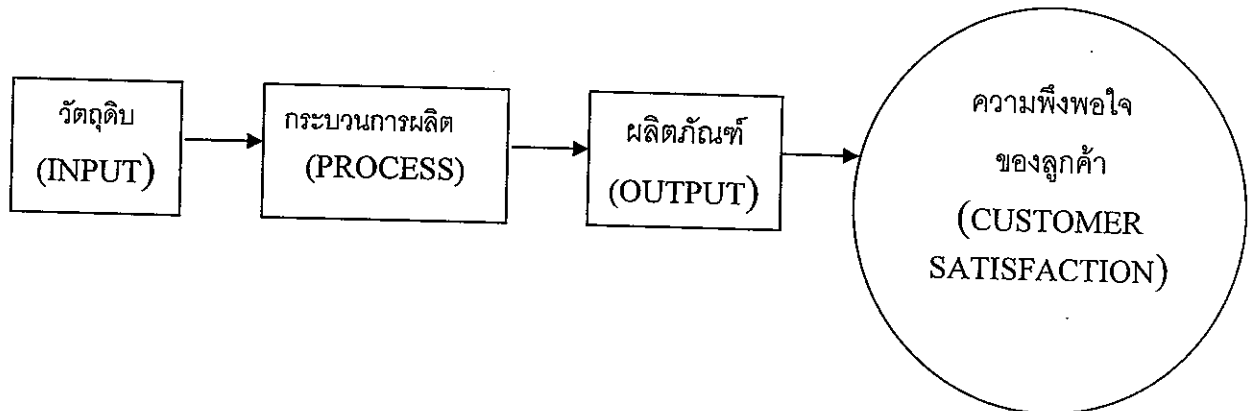 วัตถุดิบ
(INPUT)
กระบวนการผลิต
(PROCESS)
ผลิตภัณฑ์
(OUTPUT)
ความพึงพอใจ
ของลูกค้า
(CUSTOMER
SATISFACTION)